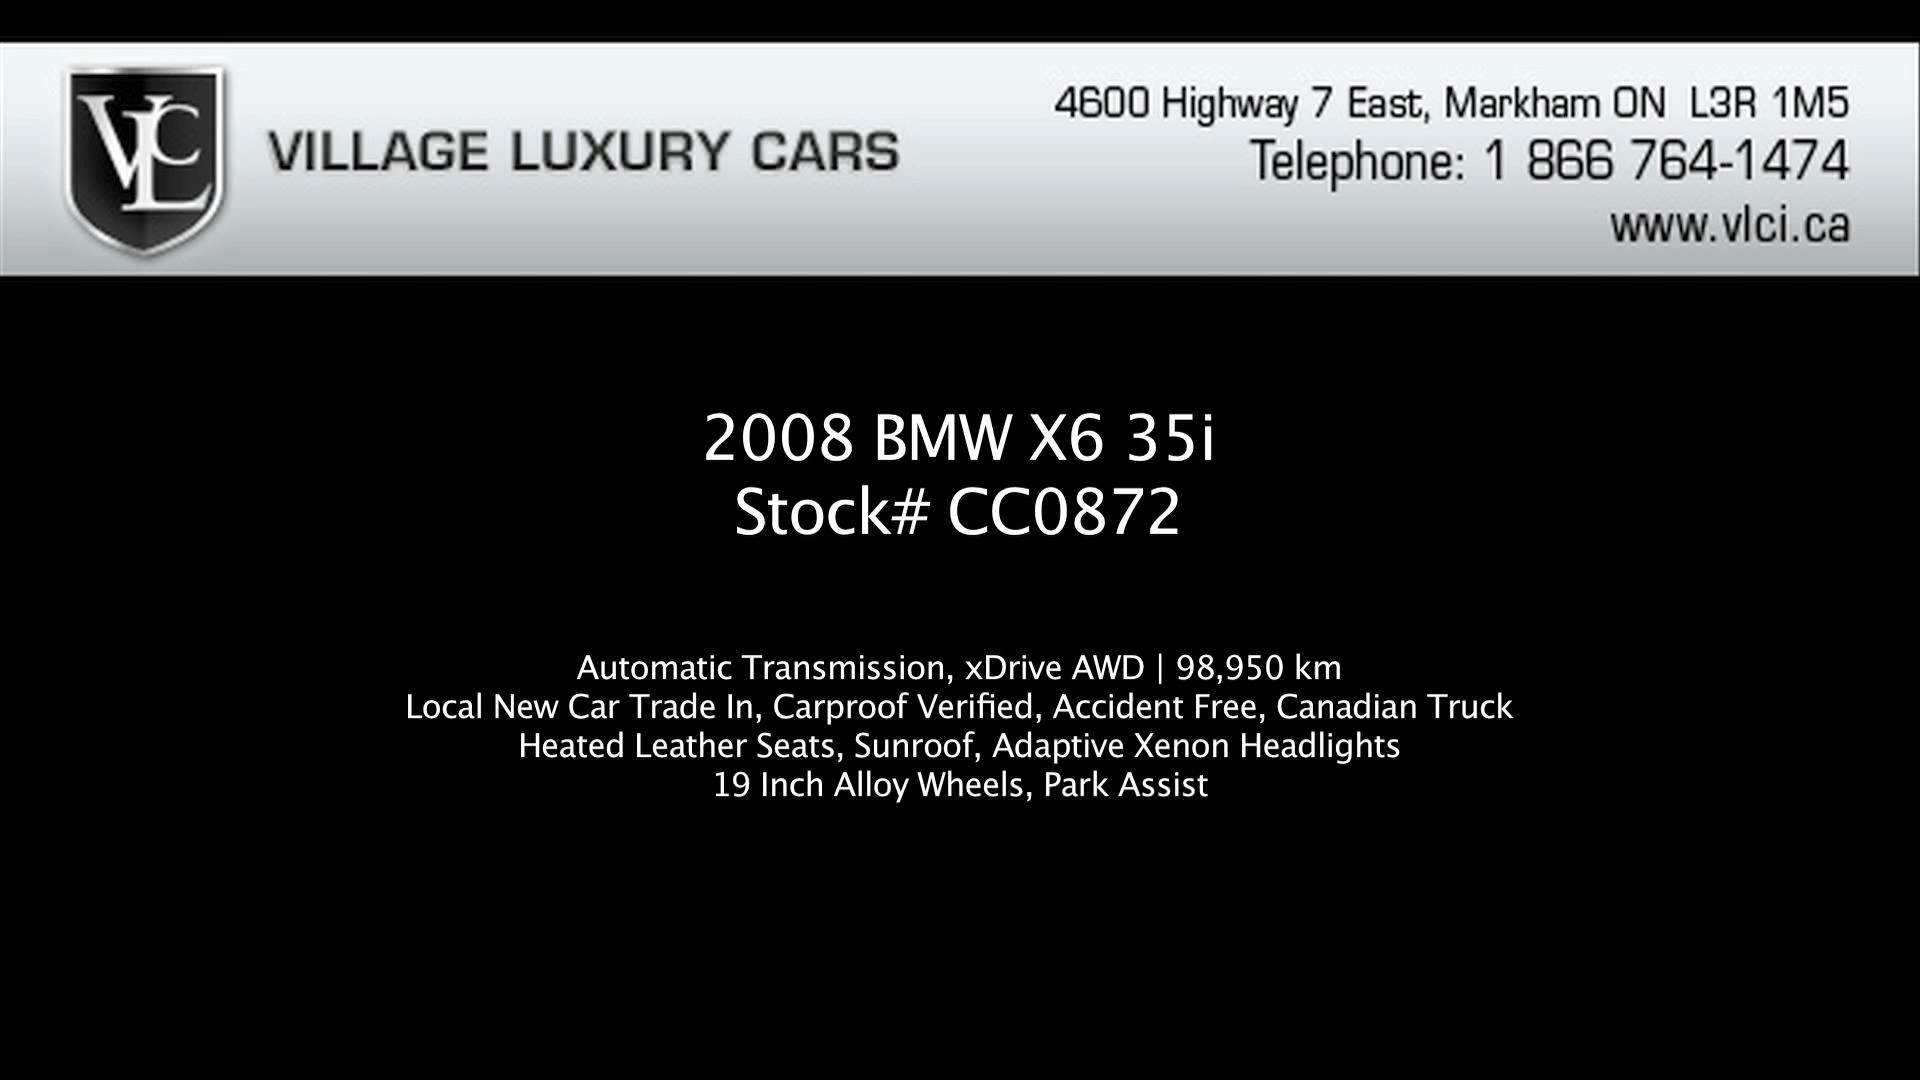 VLC
VILLAGE LUXURY CARS
4600 Highway 7 East, Markham ON L3R 1M5
Telephone: 1 866 764-1474
www.vlci.ca
2008 BMW X6 35i
Stock# CC0872
Automatic Transmission, xDrive AWD | 98,950 km
Local New Car Trade In, Carproof Verified, Accident Free, Canadian Truck
Heated Leather Seats, Sunroof, Adaptive Xenon Headlights
19 Inch Alloy Wheels, Park Assist